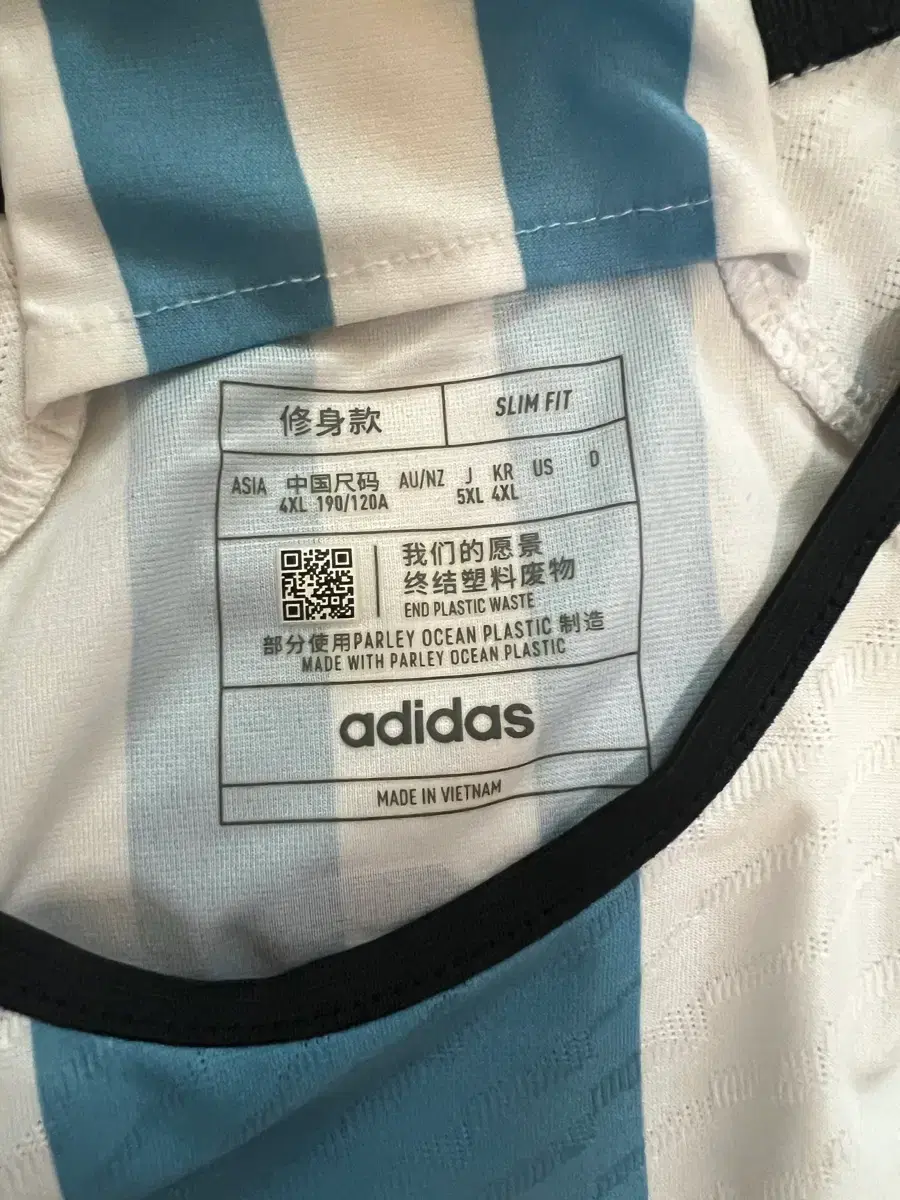 修身款 SLIM FIT
ASIA 中国尺码 AU/NZ J KR US D
4XL 190/120A 5XL 4XL
我们的愿景
终结塑料废物
END PLASTIC WASTE
部分使用PARLEY OCEAN PLASTIC 制造
MADE WITH PARLEY OCEAN PLASTIC
adidas
MADE IN VIETNAM